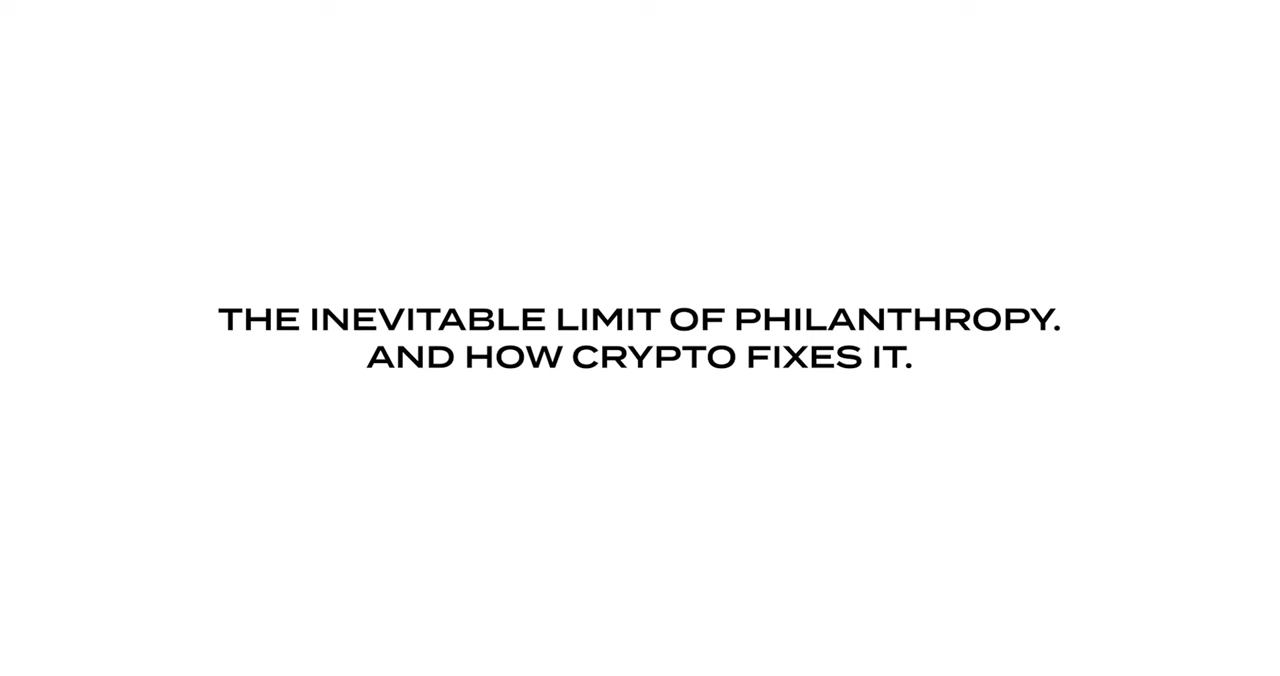 THE INEVITABLE LIMIT OF PHILANTHROPY.
AND HOW CRYPTO FIXES IT.